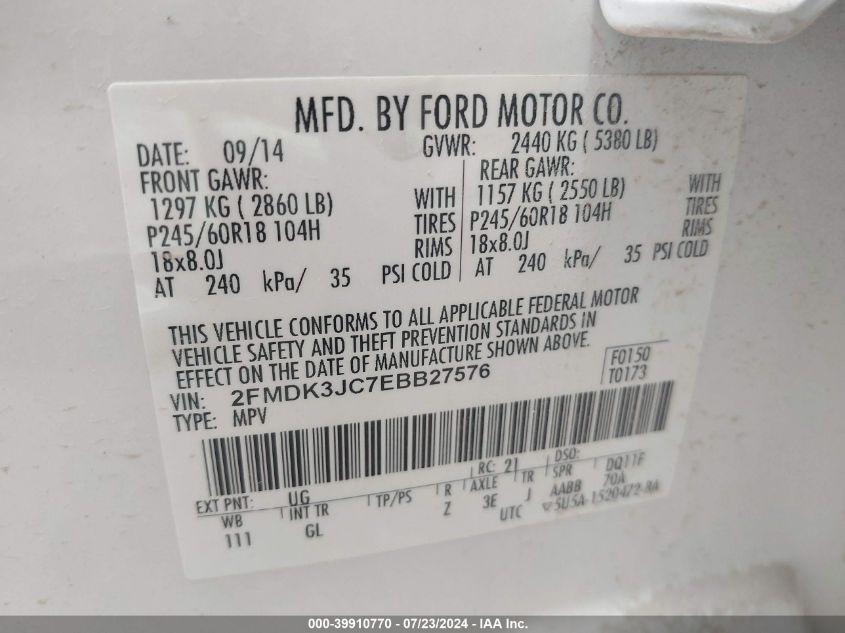 MFD. BY FORD MOTOR CO.
DATE: 09/14 GVWR: 2440 KG ( 5380 LB)
FRONT GAWR: REAR GAWR:
1297 KG ( 2860 LB) WITH 1157 KG ( 2550 LB) WITH
P245/60R18 104H TIRES P245/60R18 104H TIRES
18x8.0J RIMS 18x8.0J RIMS
AT 240 kPa/ 35 PSI COLD AT 240 kPa/ 35 PSI COLD
THIS VEHICLE CONFORMS TO ALL APPLICABLE FEDERAL MOTOR
VEHICLE SAFETY AND THEFT PREVENTION STANDARDS IN
EFFECT ON THE DATE OF MANUFACTURE SHOWN ABOVE.
VIN: 2FMDK3JC7EBB27576 F0150
TYPE: MPV T0173
EXT PNT: UG RC: 21 DSO: DQ11F
WB INT TR TP/PS R AXLE TR SPR 70A
111 GL Z 3E J AABB
UTC 5U5A-1520472-RA
000-39910770 - 07/23/2024 - IAA Inc.